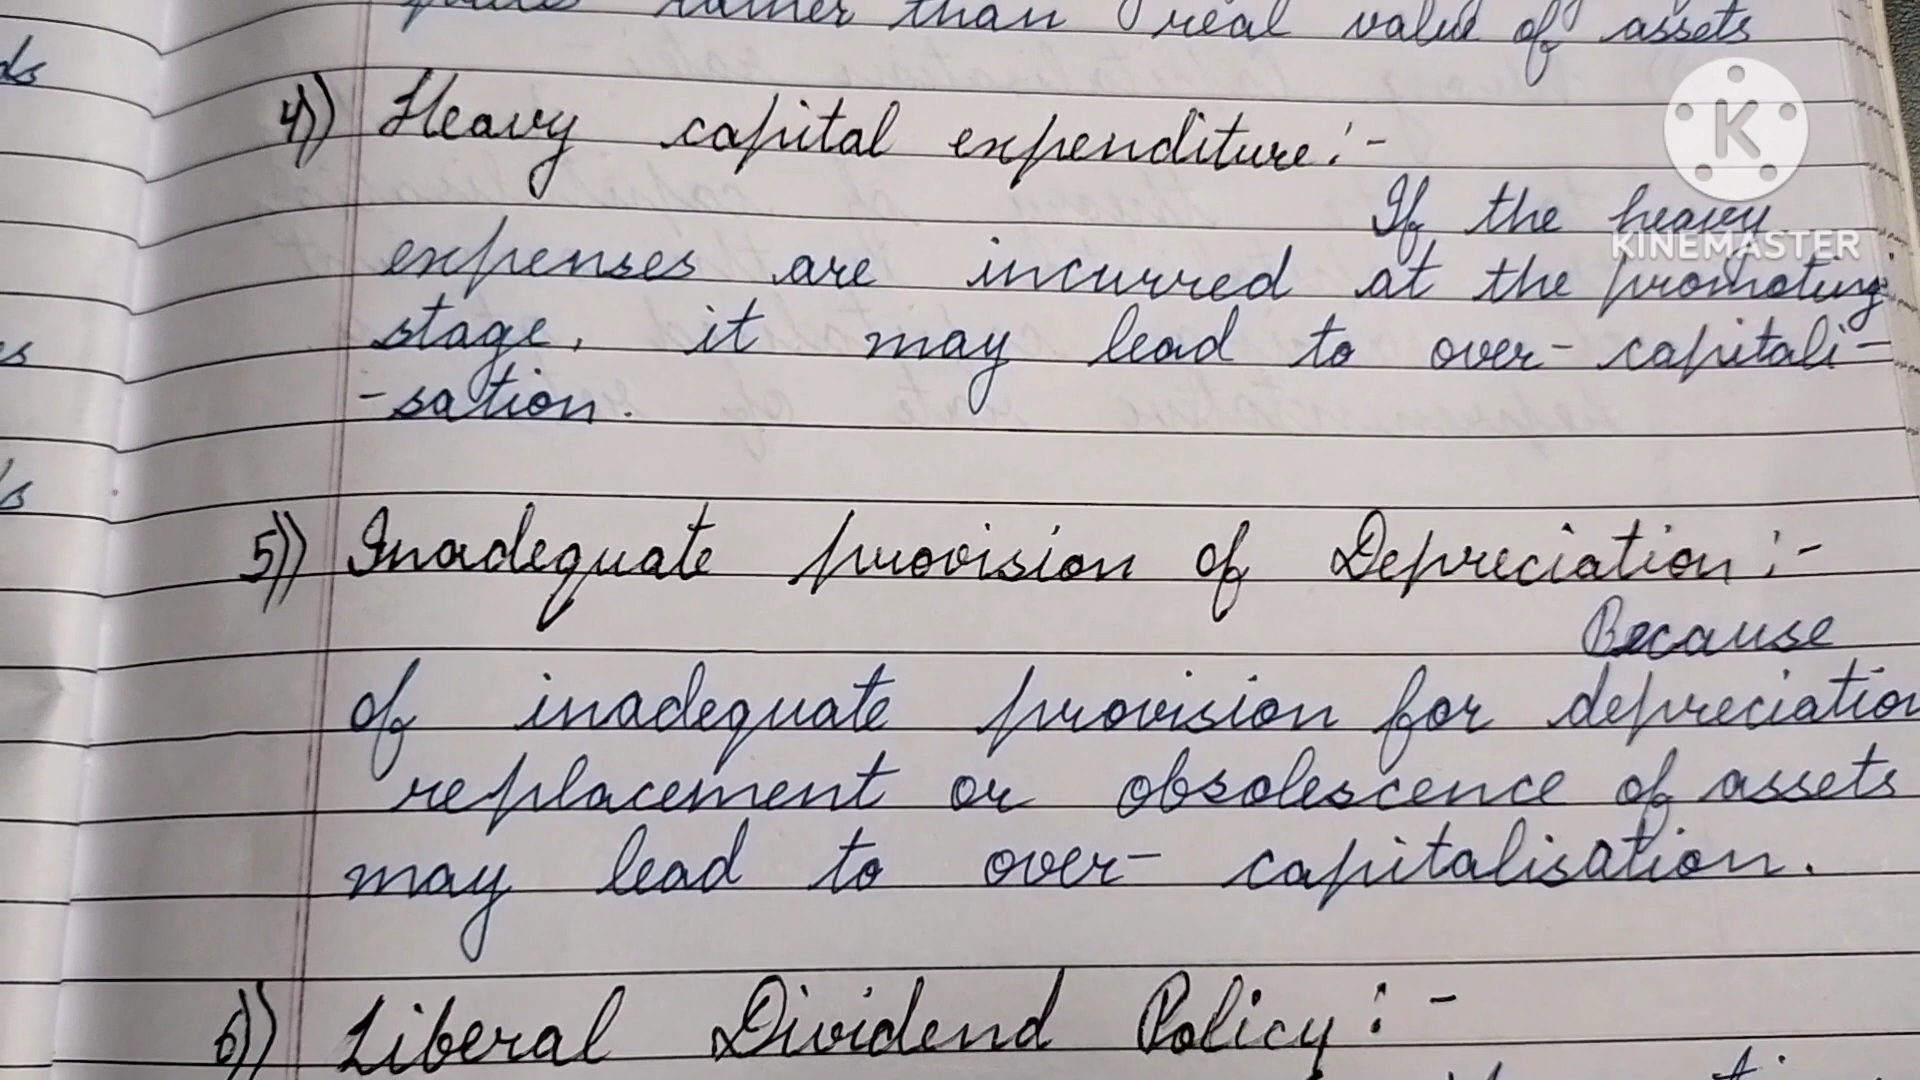 rather than real value of assets
4)) Heavy capital expenditure:-
If the heavy
expenses are incurred at the promoting
stage, it may lead to over-capitali-
-sation.
5)) Inadequate provision of Depreciation:-
Because
of inadequate provision for depreciation
replacement or obsolescence of assets
may lead to over-capitalisation.
6)) Liberal Dividend Policy:-
K
KINEMASTER